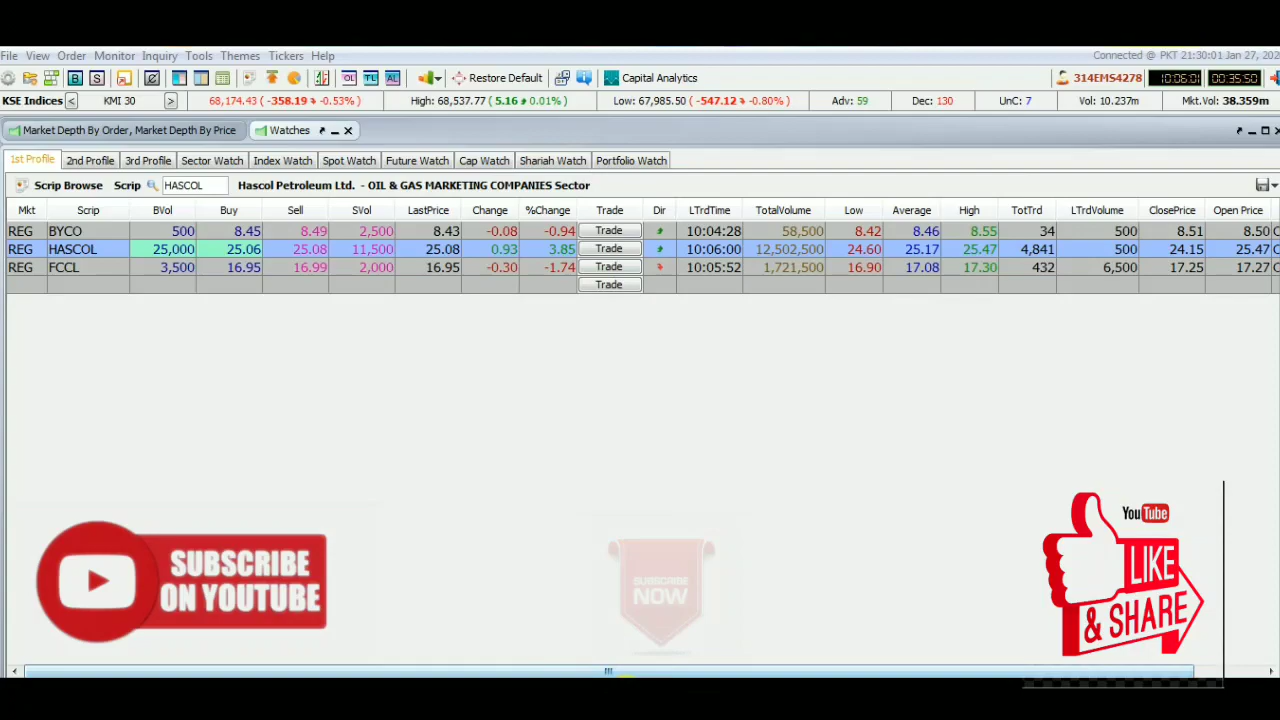 File View Order Monitor Inquiry Tools Themes Tickers Help Connected @ PKT 21:30:01 Jan 27,
B S OL TL AL Restore Default Capital Analytics 314EMS4278 10:06:01 00:35:50
KSE Indices < KMI 30 > 68,174.43 ( -358.19 -0.53%) High: 68,537.77 ( 5.16 0.01%) Low: 67,985.50 ( -547.12 -0.80%) Adv: 59 Dec: 130 UnC: 7 Vol: 10.237m Mkt.Vol: 38.359m
Market Depth By Order, Market Depth By Price Watches
1st Profile 2nd Profile 3rd Profile Sector Watch Index Watch Spot Watch Future Watch Cap Watch Shariah Watch Portfolio Watch
Scrip Browse Scrip HASCOL Hascol Petroleum Ltd. - OIL & GAS MARKETING COMPANIES Sector
Mkt Scrip BVol Buy Sell SVol LastPrice Change %Change Trade Dir LTrdTime TotalVolume Low Average High TotTrd LTrdVolume ClosePrice Open Price
REG BYCO 500 8.45 8.49 2,500 8.43 -0.08 -0.94 Trade 10:04:28 58,500 8.42 8.46 8.55 34 500 8.51 8.50
REG HASCOL 25,000 25.06 25.08 11,500 25.08 0.93 3.85 Trade 10:06:00 12,502,500 24.60 25.17 25.47 4,841 500 24.15 25.47
REG FCCL 3,500 16.95 16.99 2,000 16.95 -0.30 -1.74 Trade 10:05:52 1,721,500 16.90 17.08 17.30 432 6,500 17.25 17.27
Trade
SUBSCRIBE
ON YOUTUBE
SUBSCRIBE
NOW
YouTube
LIKE
& SHARE